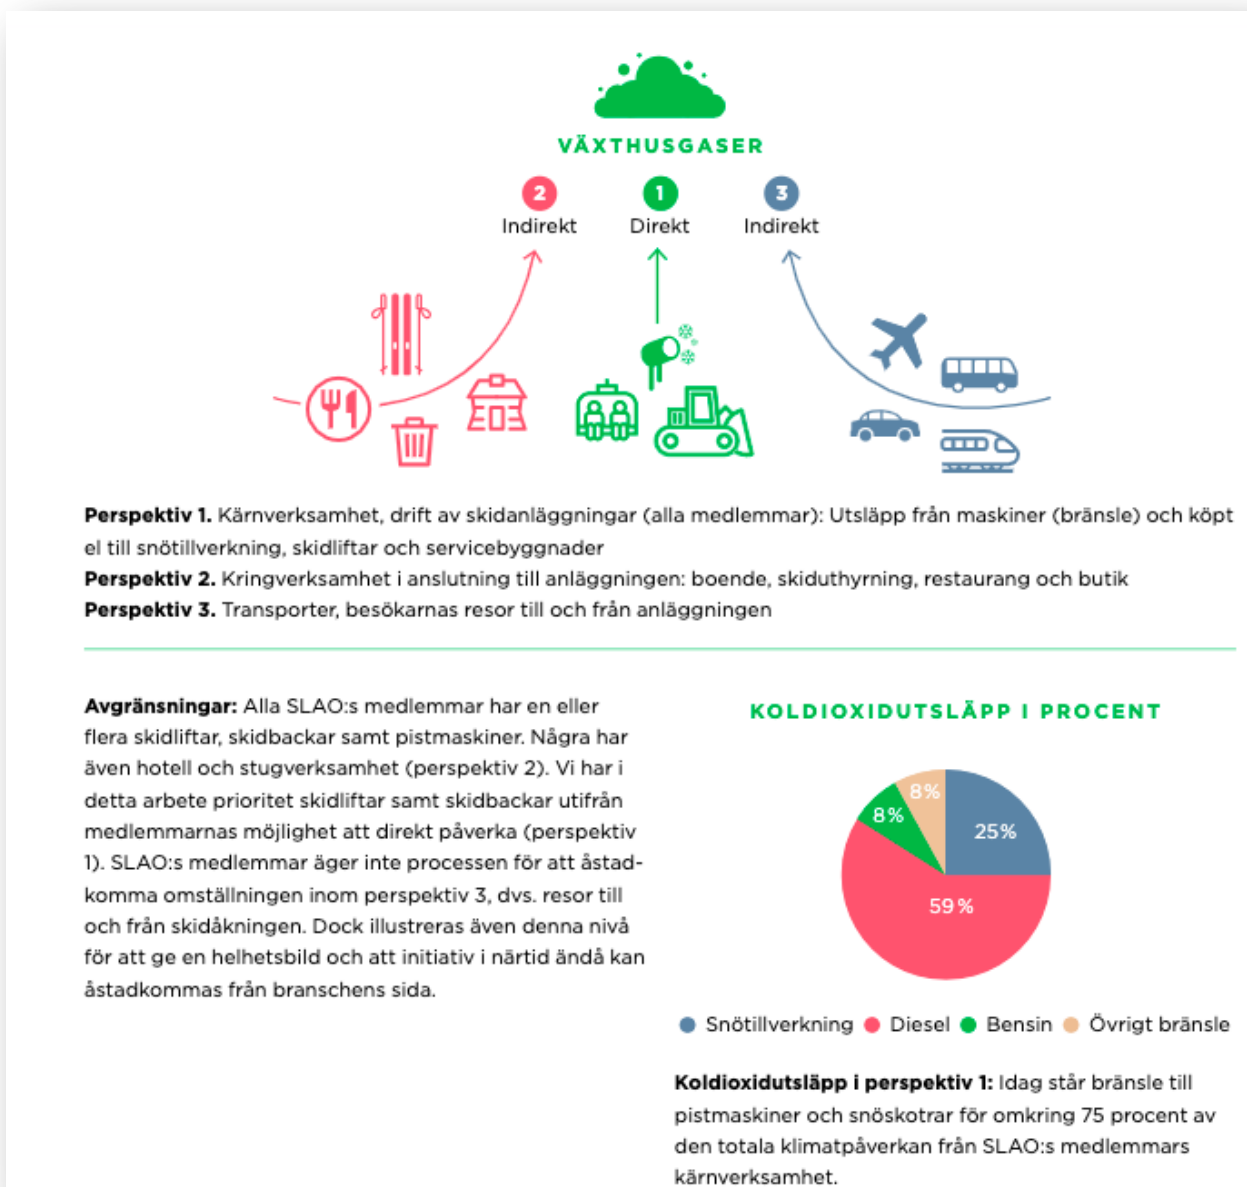 VÄXTHUSGASER
2 1 3
Indirekt Direkt Indirekt
Perspektiv 1. Kärnverksamhet, drift av skidanläggningar (alla medlemmar): Utsläpp från maskiner (bränsle) och köpt
el till snötillverkning, skidliftar och servicebyggnader
Perspektiv 2. Kringverksamhet i anslutning till anläggningen: boende, skiduthyrning, restaurang och butik
Perspektiv 3. Transporter, besökarnas resor till och från anläggningen
Avgränsningar: Alla SLAO:s medlemmar har en eller
flera skidliftar, skidbackar samt pistmaskiner. Några har
även hotell och stugverksamhet (perspektiv 2). Vi har i
detta arbete prioritet skidliftar samt skidbackar utifrån
medlemmarnas möjlighet att direkt påverka (perspektiv
1). SLAO:s medlemmar äger inte processen för att åstad-
komma omställningen inom perspektiv 3, dvs. resor till
och från skidåkningen. Dock illustreras även denna nivå
för att ge en helhetsbild och att initiativ i närtid ändå kan
åstadkommas från branschens sida.
KOLDIOXIDUTSLÄPP I PROCENT
8%
8%
25%
59%
Snötillverkning Diesel Bensin Övrigt bränsle
Koldioxidutsläpp i perspektiv 1: Idag står bränsle till
pistmaskiner och snöskotrar för omkring 75 procent av
den totala klimatpåverkan från SLAO:s medlemmars
kärnverksamhet.